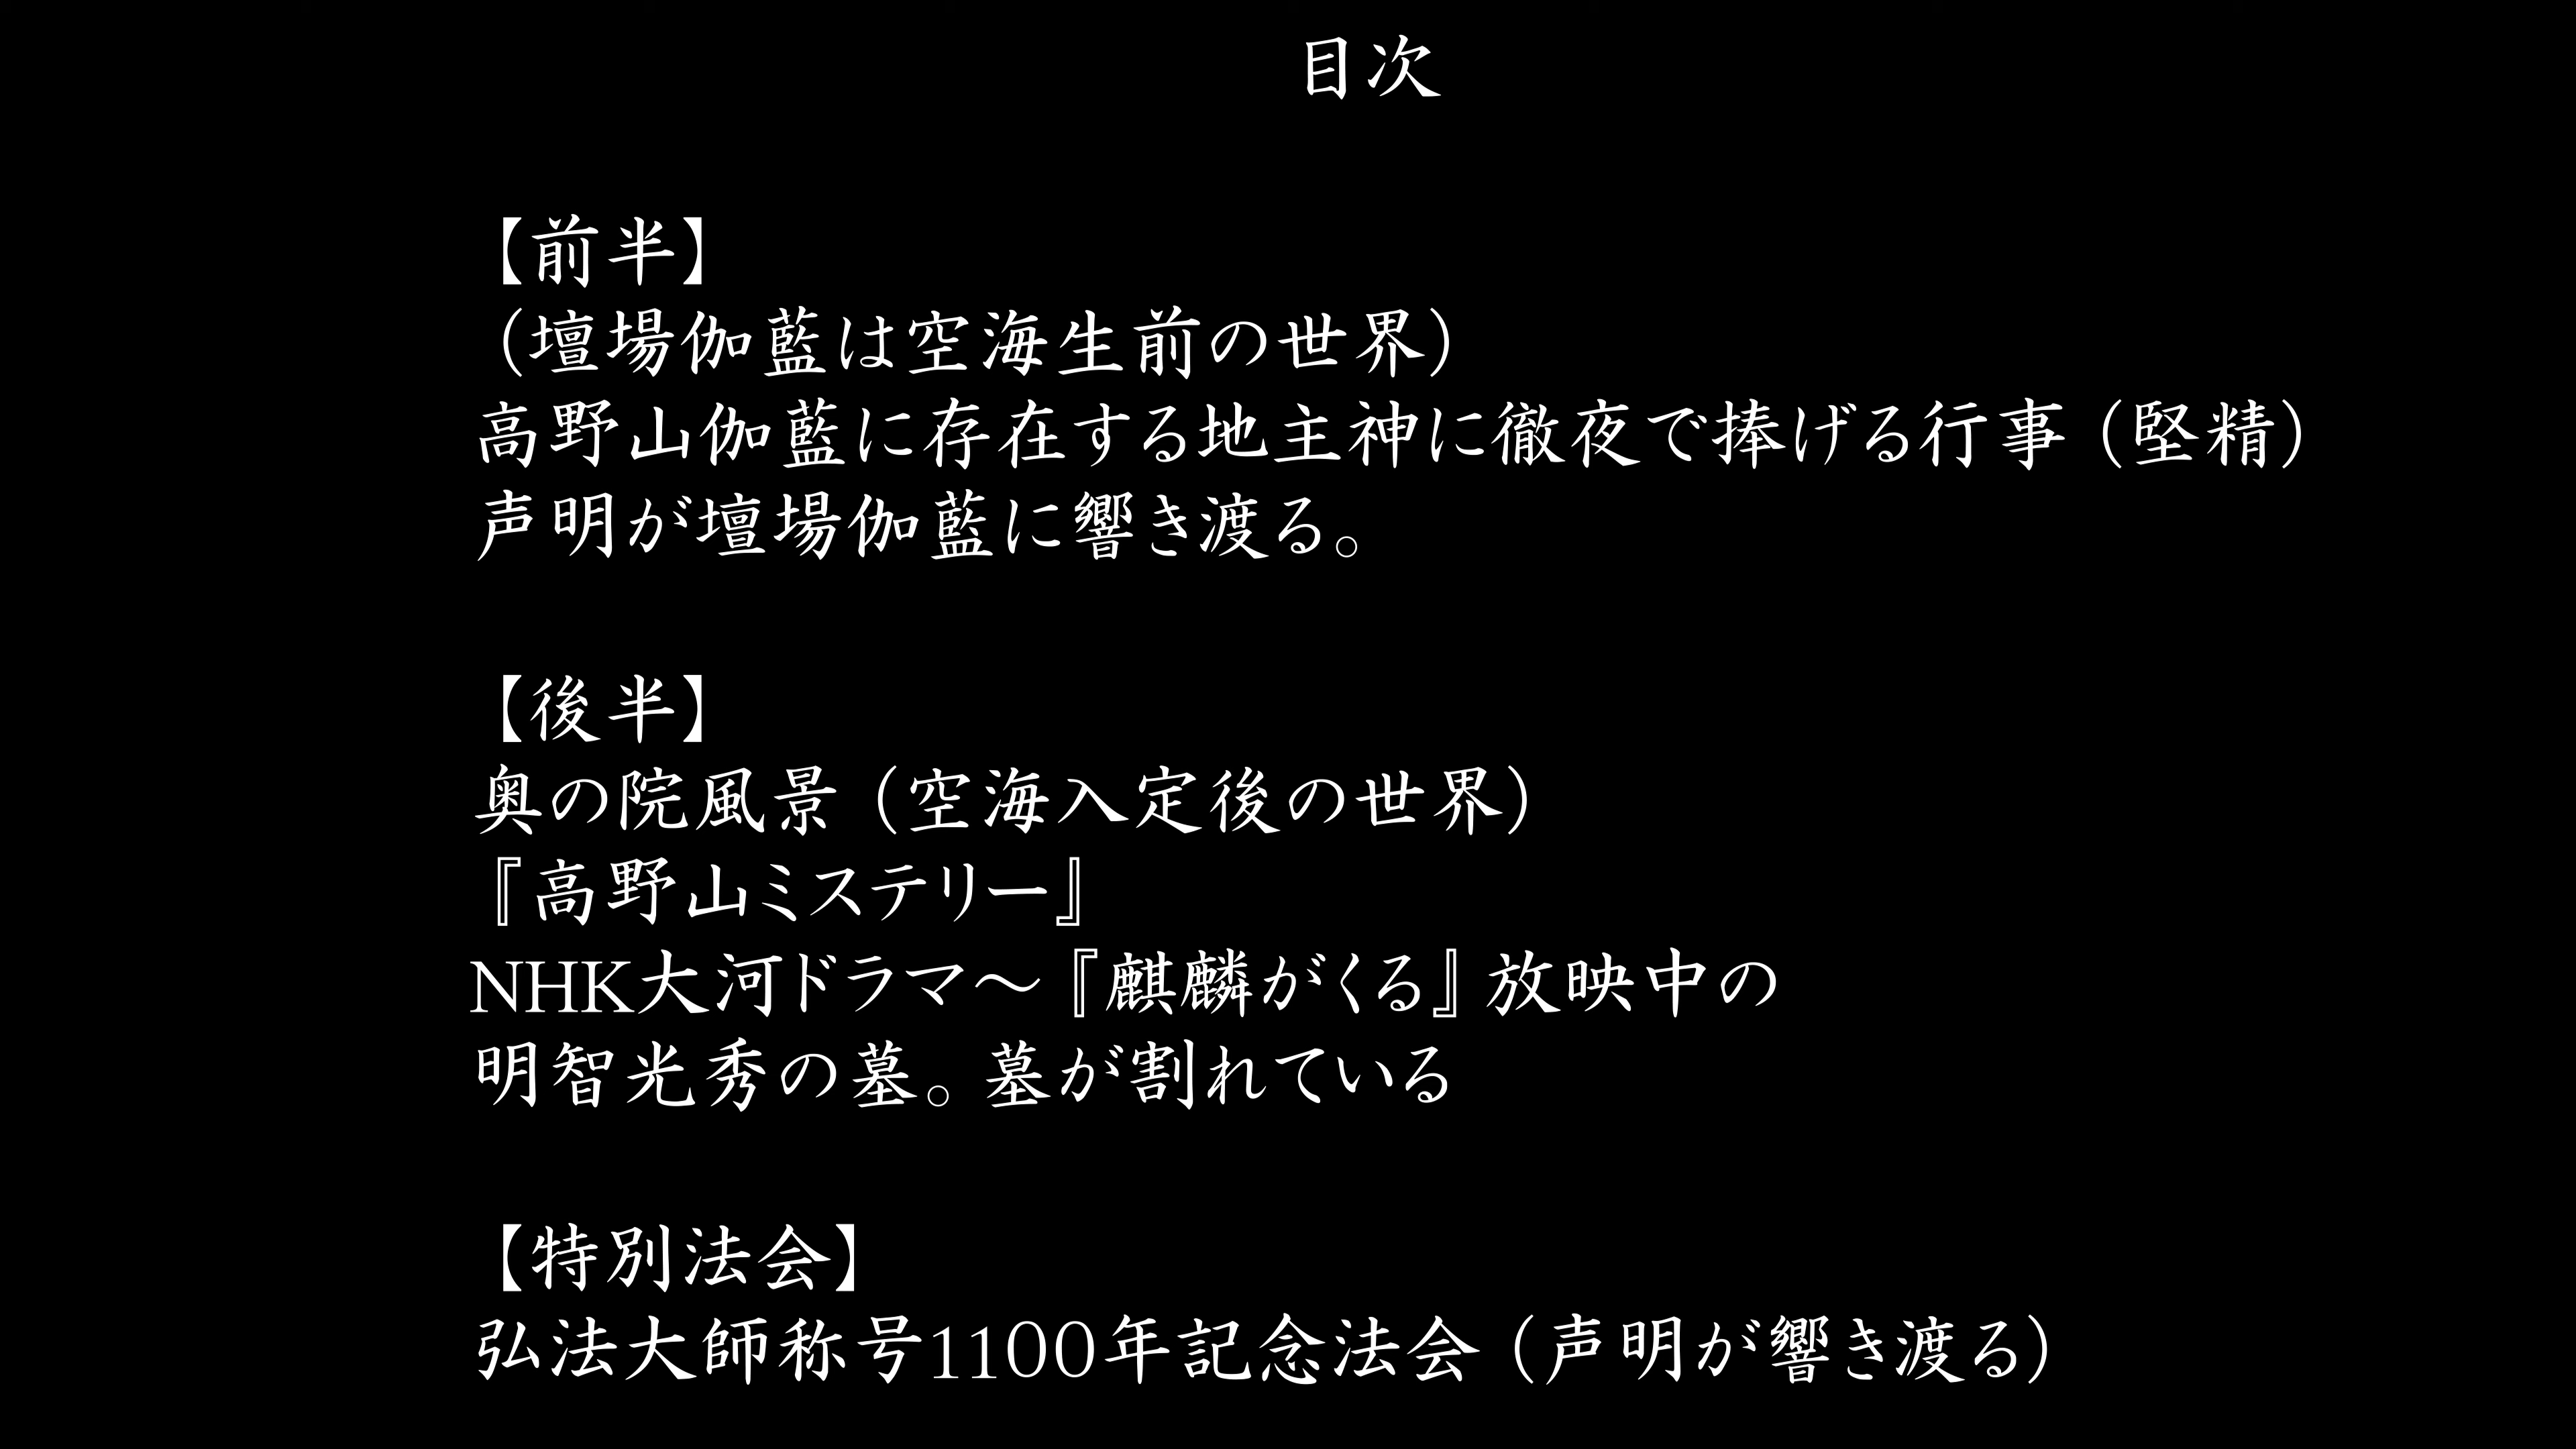 目次
【前半】
（壇場伽藍は空海生前の世界）
高野山伽藍に存在する地主神に徹夜で捧げる行事（堅精）
声明が壇場伽藍に響き渡る。
【後半】
奥の院風景（空海入定後の世界）
『高野山ミステリー』
NHK大河ドラマ～『麒麟がくる』放映中の
明智光秀の墓。墓が割れている
【特別法会】
弘法大師称号1100年記念法会（声明が響き渡る）